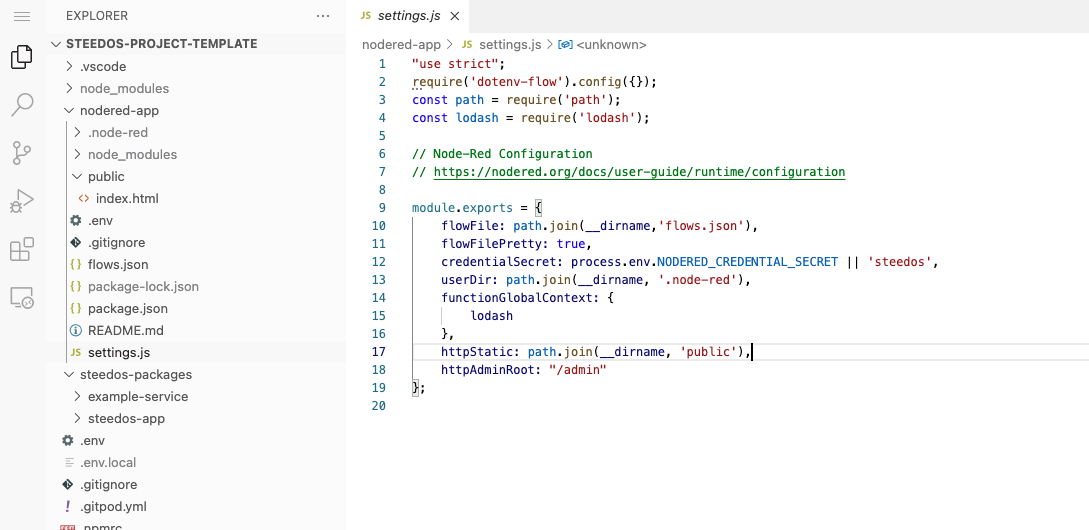 EXPLORER
STEEDOS-PROJECT-TEMPLATE
.vscode
node_modules
nodered-app
.node-red
node_modules
public
<> index.html
.env
.gitignore
{} flows.json
{} package-lock.json
{} package.json
README.md
JS settings.js
steedos-packages
example-service
steedos-app
.env
.env.local
.gitignore
! .gitpod.yml
.npmrc
JS settings.js
nodered-app > JS settings.js > <unknown>
1 "use strict";
2 require('dotenv-flow').config({});
3 const path = require('path');
4 const lodash = require('lodash');
5
6 // Node-Red Configuration
7 // https://nodered.org/docs/user-guide/runtime/configuration
8
9 module.exports = {
10 flowFile: path.join(__dirname,'flows.json'),
11 flowFilePretty: true,
12 credentialSecret: process.env.NODERED_CREDENTIAL_SECRET || 'steedos',
13 userDir: path.join(__dirname, '.node-red'),
14 functionGlobalContext: {
15 lodash
16 },
17 httpStatic: path.join(__dirname, 'public'),
18 httpAdminRoot: "/admin"
19 };
20